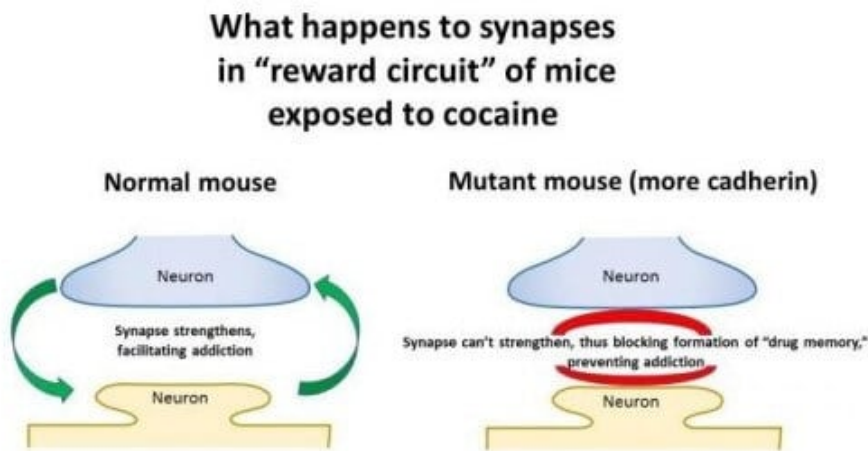 What happens to synapses
in “reward circuit” of mice
exposed to cocaine
Normal mouse
Neuron
Synapse strengthens,
facilitating addiction
Neuron
Mutant mouse (more cadherin)
Neuron
Synapse can't strengthen, thus blocking formation of "drug memory,"
preventing addiction
Neuron